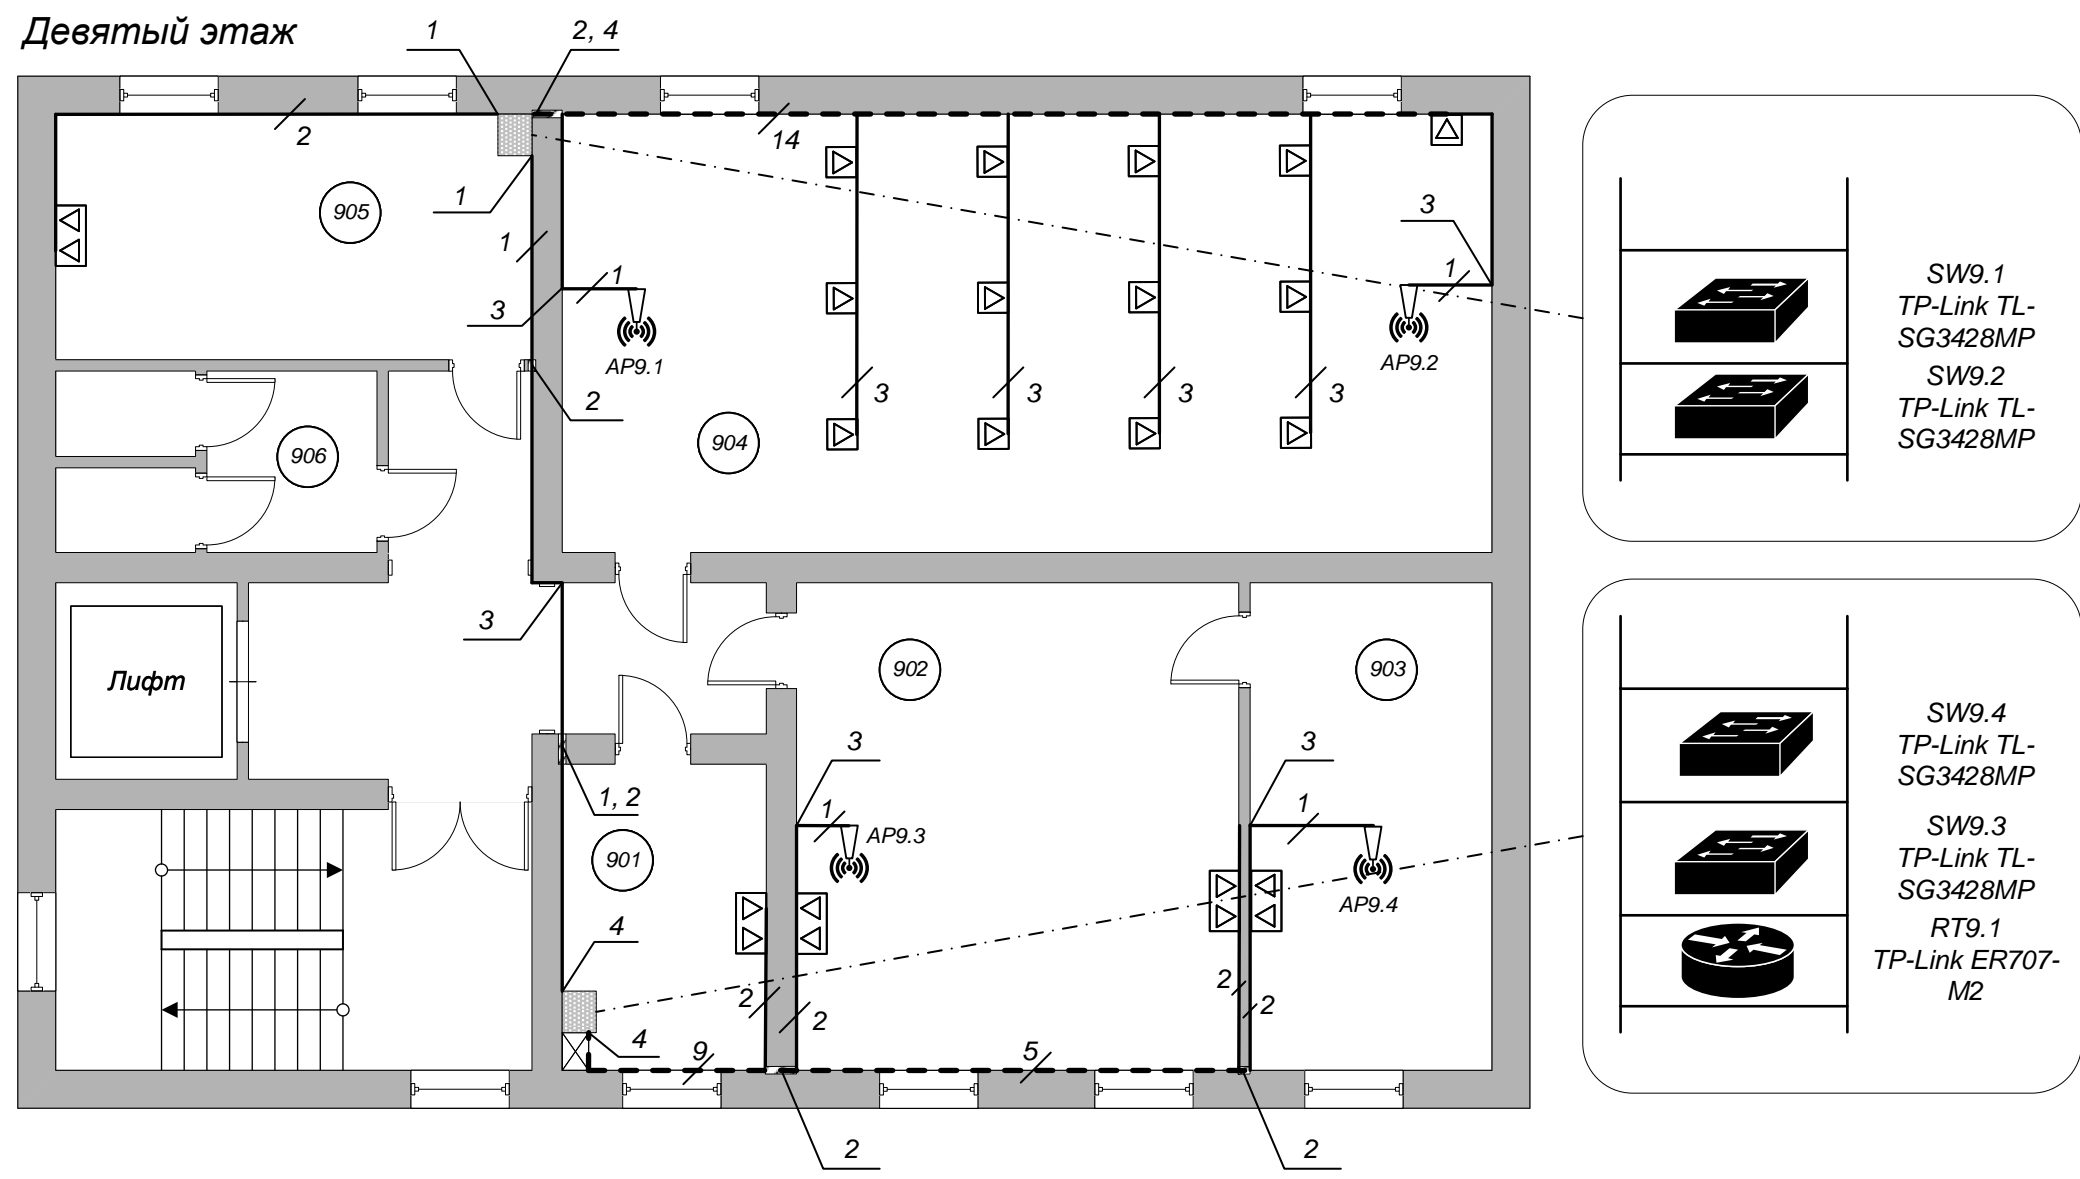 Девятый этаж
1
2, 4
2
14
905
1
1
3
1
3
1
AP9.1
AP9.2
3
3
3
3
2
904
906
3
Лифт
902
903
3
3
1, 2
1
AP9.3
1
901
AP9.4
4
2
2
2
2
4
9
5
2
2
SW9.1
TP-Link TL-
SG3428MP
SW9.2
TP-Link TL-
SG3428MP
SW9.4
TP-Link TL-
SG3428MP
SW9.3
TP-Link TL-
SG3428MP
RT9.1
TP-Link ER707-
M2